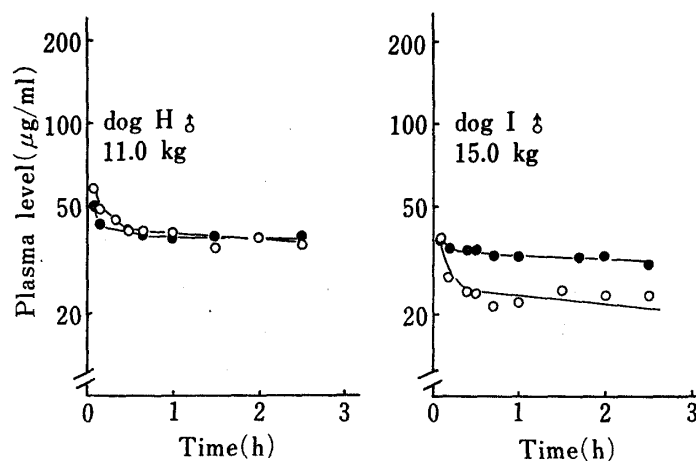 Plasma level(μg/ml)
200
100
50
20
dog H ♂
11.0 kg
0
1
2
3
Time(h)
200
100
50
20
dog I ♂
15.0 kg
0
1
2
3
Time(h)